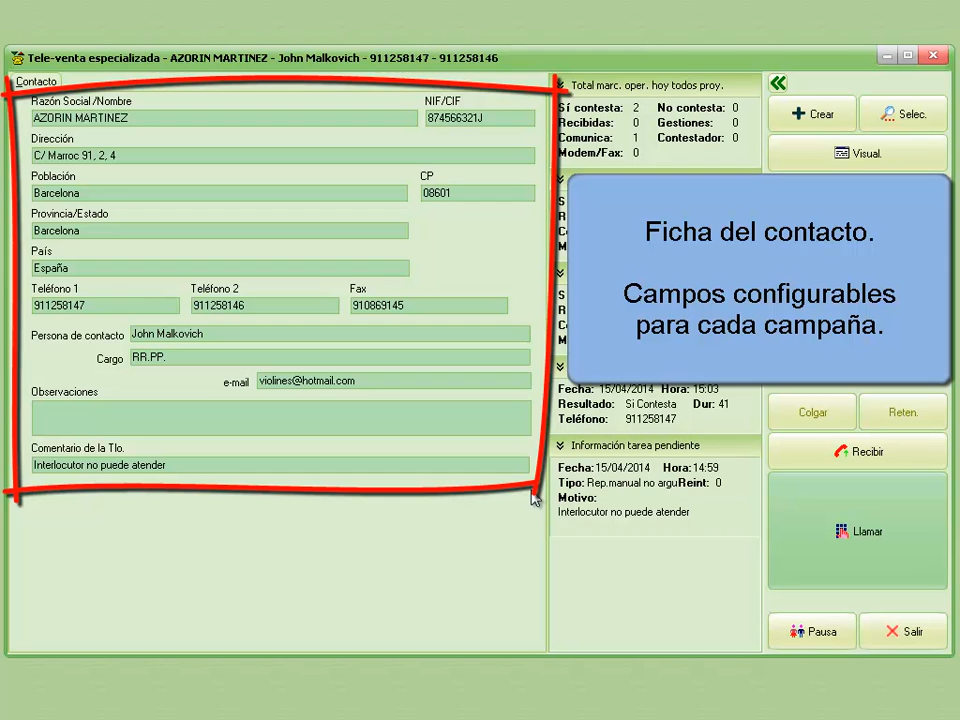 Tele-venta especializada - AZORIN MARTINEZ - John Malkovich - 911258147 - 911258146
Contacto
Razón Social /Nombre
NIF/CIF
AZORIN MARTINEZ
874566321J
Dirección
C/ Marroc 91, 2, 4
Población
CP
Barcelona
08601
Provincia/Estado
Barcelona
País
España
Teléfono 1
Teléfono 2
Fax
911258147
911258146
910869145
Persona de contacto
John Malkovich
Cargo
RR.PP.
e-mail
violines@hotmail.com
Observaciones
Comentario de la Tlo.
Interlocutor no puede atender
Total marc. oper. hoy todos proy.
Sí contesta: 2 No contesta: 0
Recibidas: 0 Gestiones: 0
Comunica: 1 Contestador: 0
Modem/Fax: 0
Fecha: 15/04/2014 Hora: 15:03
Resultado: Si Contesta Dur: 41
Teléfono: 911258147
Información tarea pendiente
Fecha: 15/04/2014 Hora: 14:59
Tipo: Rep.manual no argu Reint: 0
Motivo:
Interlocutor no puede atender
Crear
Selec.
Visual.
Ficha del contacto.
Campos configurables
para cada campaña.
Colgar
Reten.
Recibir
Llamar
Pausa
Salir